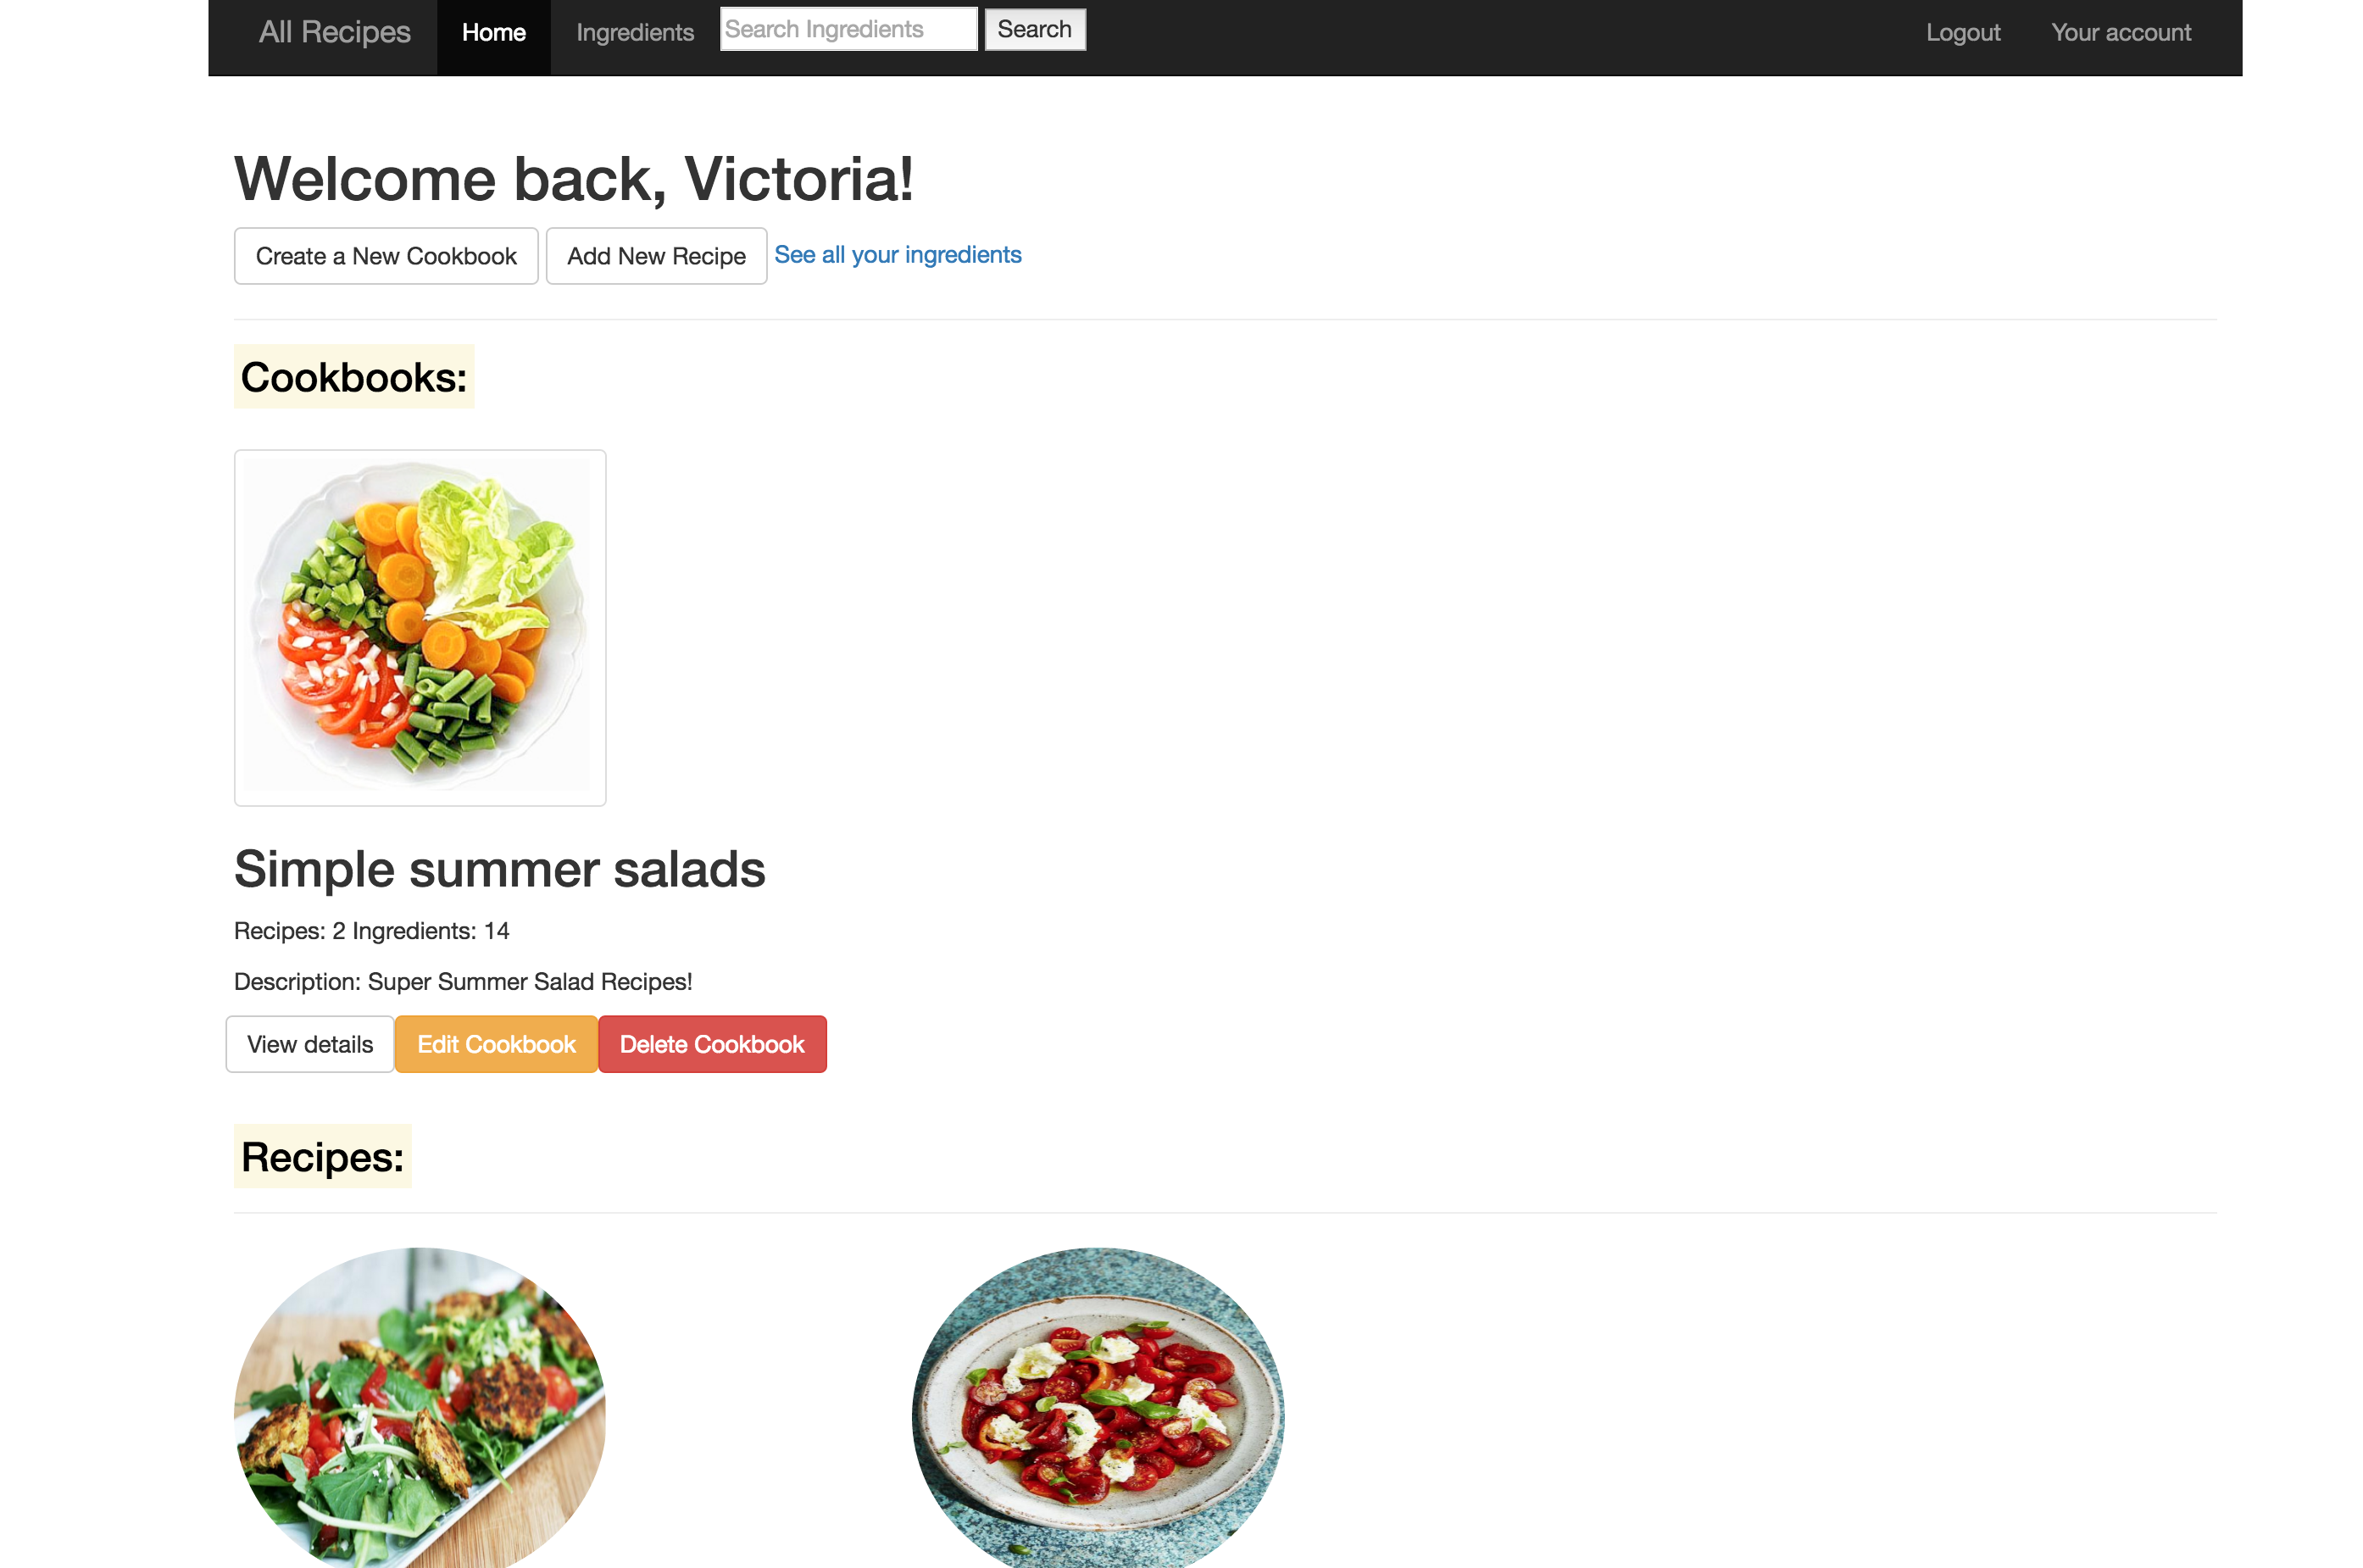 All Recipes Home Ingredients Search Ingredients Search Logout Your account
Welcome back, Victoria!
Create a New Cookbook Add New Recipe See all your ingredients
Cookbooks:
Simple summer salads
Recipes: 2 Ingredients: 14
Description: Super Summer Salad Recipes!
View details Edit Cookbook Delete Cookbook
Recipes: